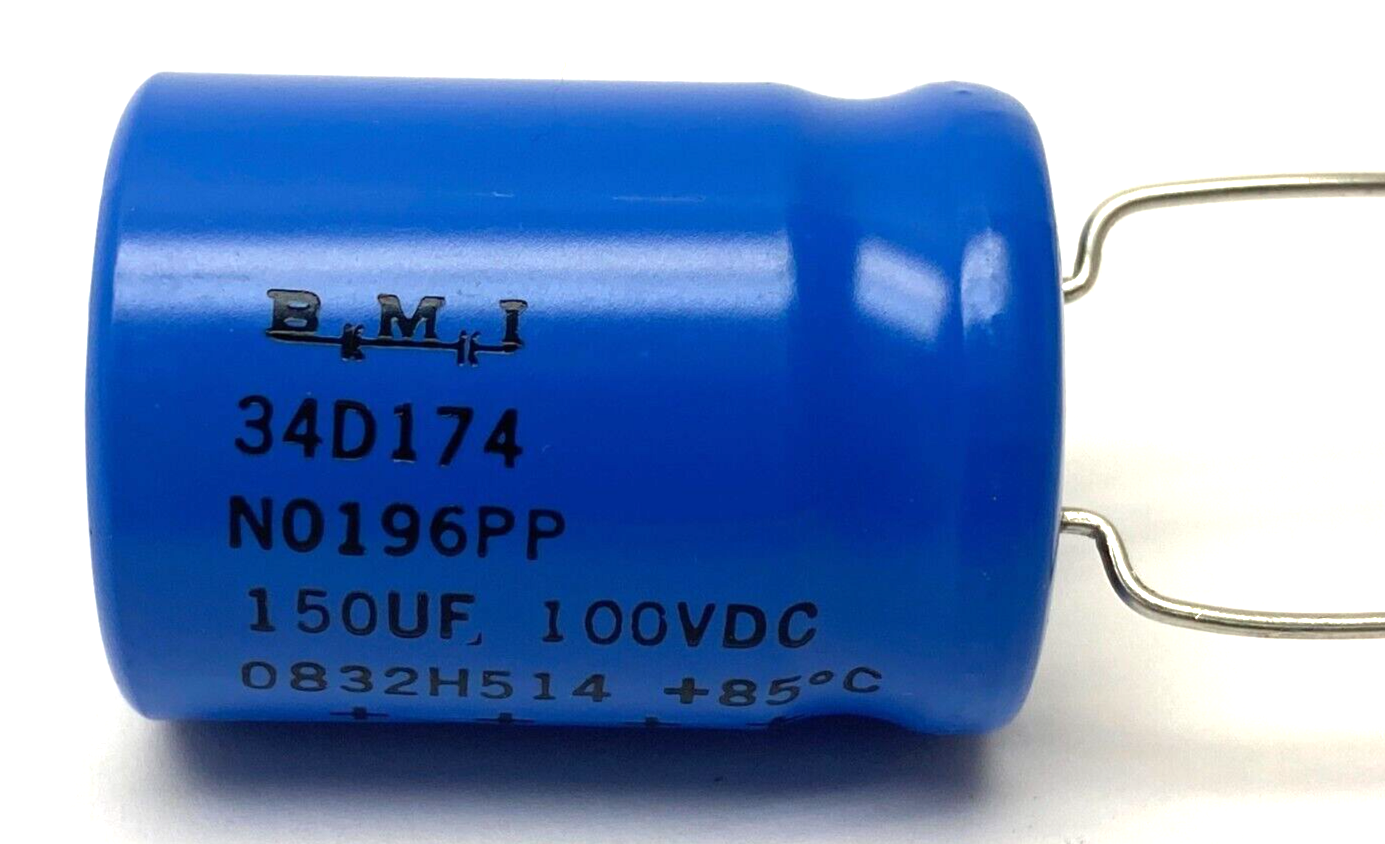 BMI
34D174
N0196PP
150UF, 100VDC
0832H514 +85°C
+ + +